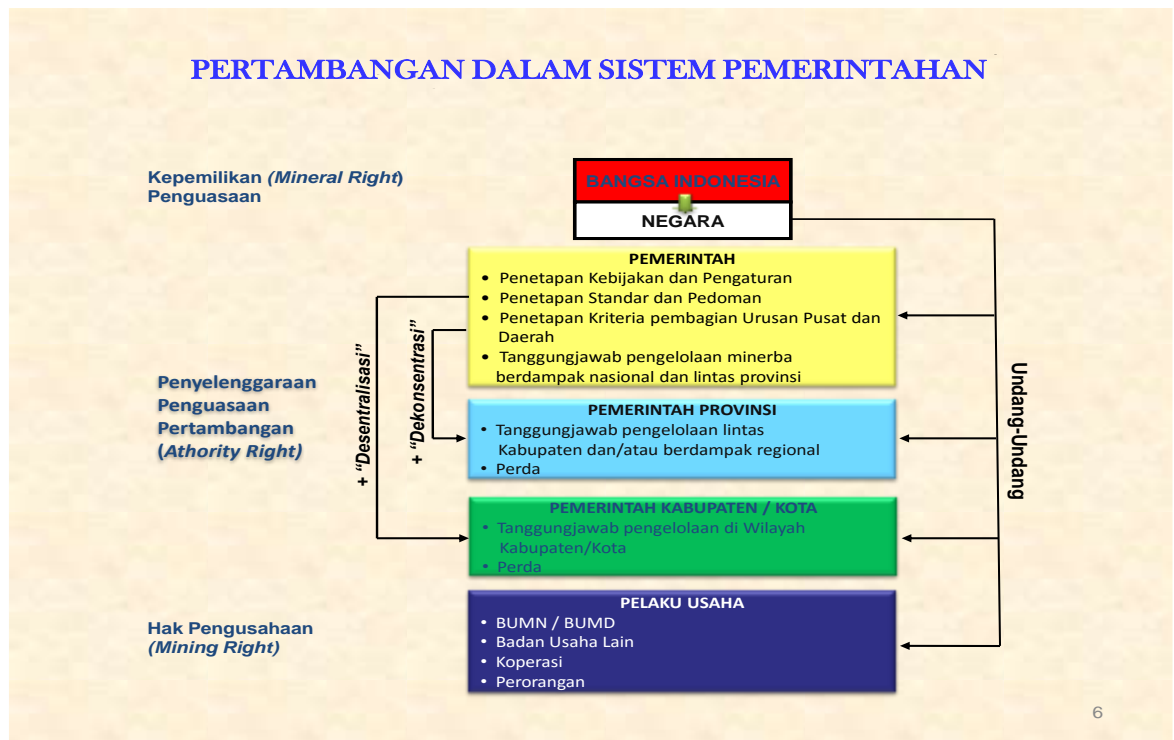 PERTAMBANGAN DALAM SISTEM PEMERINTAHAN
Kepemilikan (Mineral Right)
Penguasaan
BANGSA INDONESIA
NEGARA
PEMERINTAH
• Penetapan Kebijakan dan Pengaturan
• Penetapan Standar dan Pedoman
• Penetapan Kriteria pembagian Urusan Pusat dan
Daerah
• Tanggungjawab pengelolaan minerba
berdampak nasional dan lintas provinsi
+ “Desentralisasi”
+ “Dekonsentrasi”
Undang-Undang
Penyelenggaraan
Penguasaan
Pertambangan
(Athority Right)
PEMERINTAH PROVINSI
• Tanggungjawab pengelolaan lintas
Kabupaten dan/atau berdampak regional
• Perda
PEMERINTAH KABUPATEN / KOTA
• Tanggungjawab pengelolaan di Wilayah
Kabupaten/Kota
• Perda
Hak Pengusahaan
(Mining Right)
PELAKU USAHA
• BUMN / BUMD
• Badan Usaha Lain
• Koperasi
• Perorangan
6